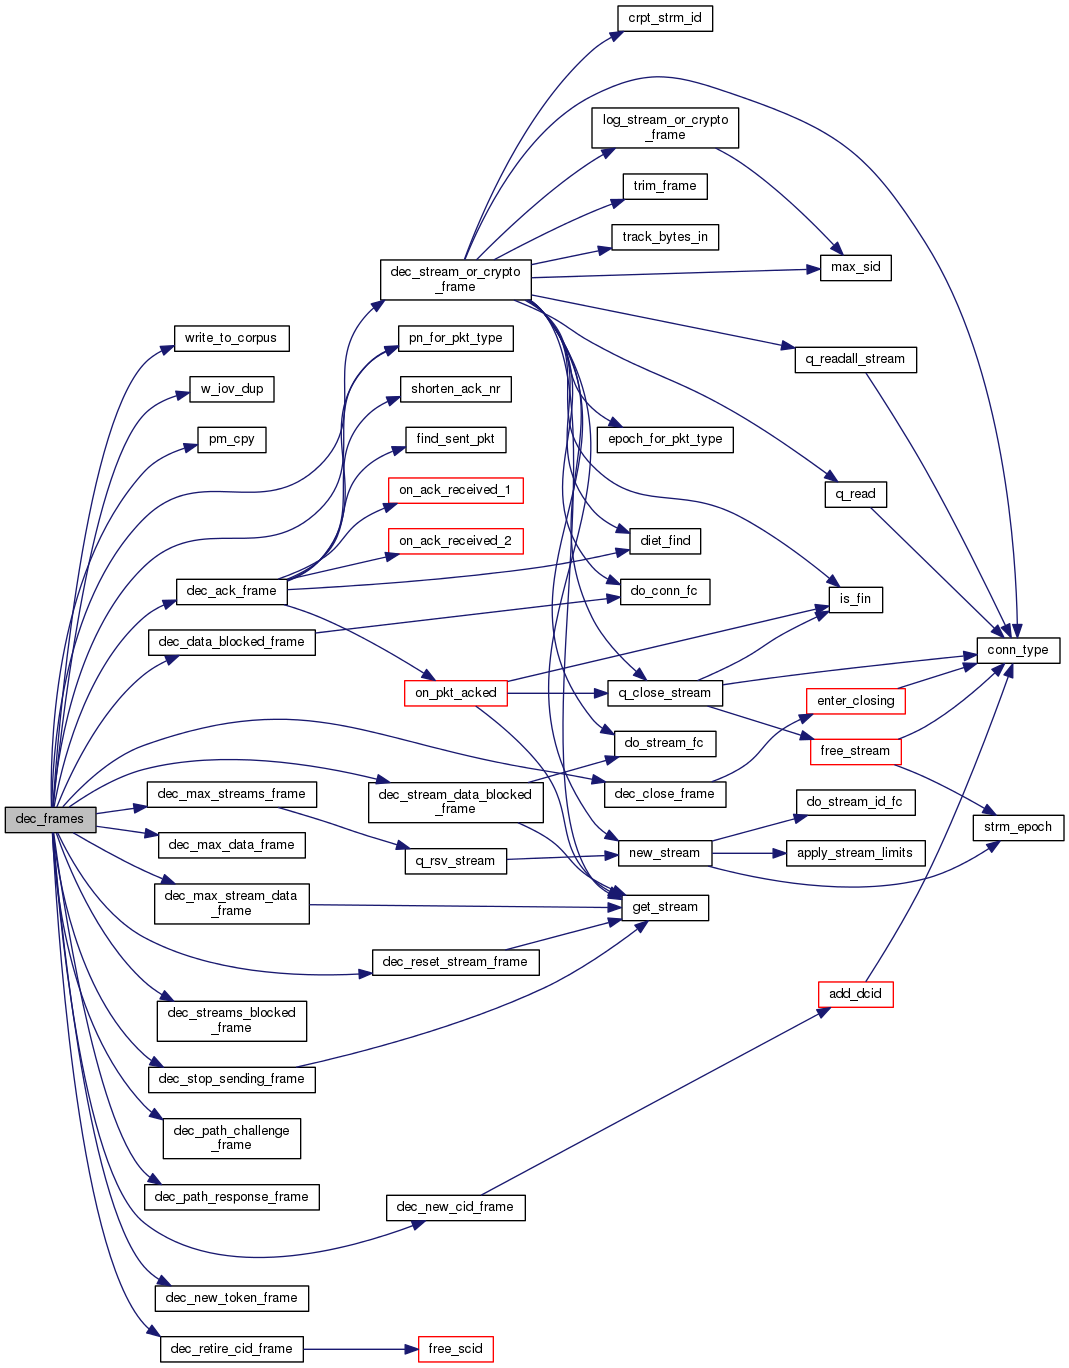 crpt_strm_id
log_stream_or_crypto
_frame
trim_frame
track_bytes_in
max_sid
dec_stream_or_crypto
_frame
write_to_corpus
pn_for_pkt_type
q_readall_stream
w_iov_dup
shorten_ack_nr
pm_cpy
find_sent_pkt
epoch_for_pkt_type
on_ack_received_1
q_read
on_ack_received_2
diet_find
dec_ack_frame
do_conn_fc
is_fin
dec_data_blocked_frame
conn_type
on_pkt_acked
q_close_stream
enter_closing
do_stream_fc
free_stream
dec_max_streams_frame
dec_stream_data_blocked
_frame
dec_close_frame
do_stream_id_fc
dec_frames
strm_epoch
dec_max_data_frame
q_rsv_stream
new_stream
apply_stream_limits
dec_max_stream_data
_frame
get_stream
dec_reset_stream_frame
add_dcid
dec_streams_blocked
_frame
dec_stop_sending_frame
dec_path_challenge
_frame
dec_path_response_frame
dec_new_cid_frame
dec_new_token_frame
dec_retire_cid_frame
free_scid